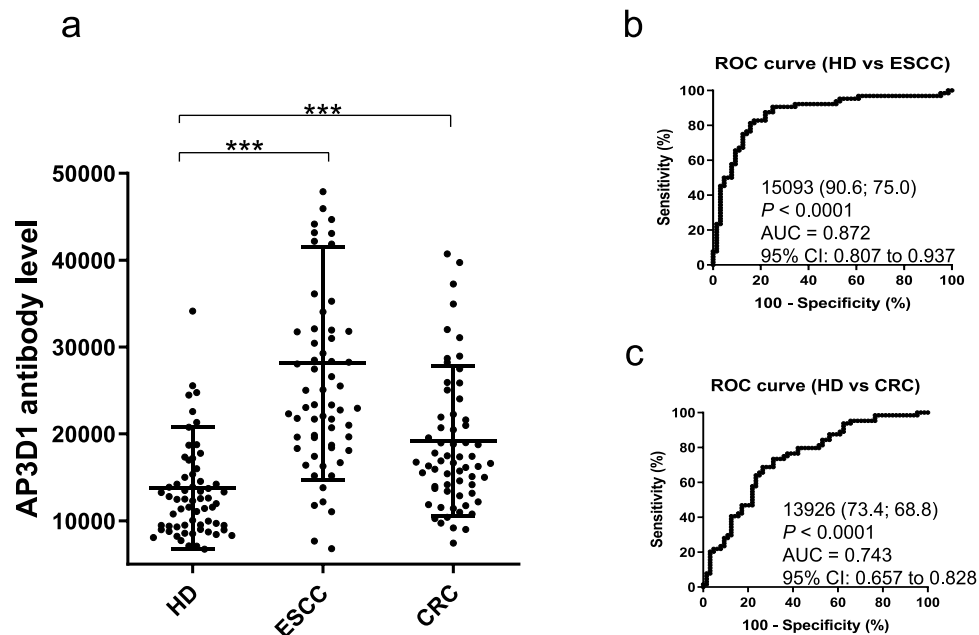 a
***
***
AP3D1 antibody level
50000
40000
30000
20000
10000
HD
ESCC
CRC
b
ROC curve (HD vs ESCC)
Sensitivity (%)
100
80
60
40
20
0
15093 (90.6; 75.0)
P < 0.0001
AUC = 0.872
95% CI: 0.807 to 0.937
0 20 40 60 80 100
100 - Specificity (%)
c
ROC curve (HD vs CRC)
Sensitivity (%)
100
80
60
40
20
0
13926 (73.4; 68.8)
P < 0.0001
AUC = 0.743
95% CI: 0.657 to 0.828
0 20 40 60 80 100
100 - Specificity (%)